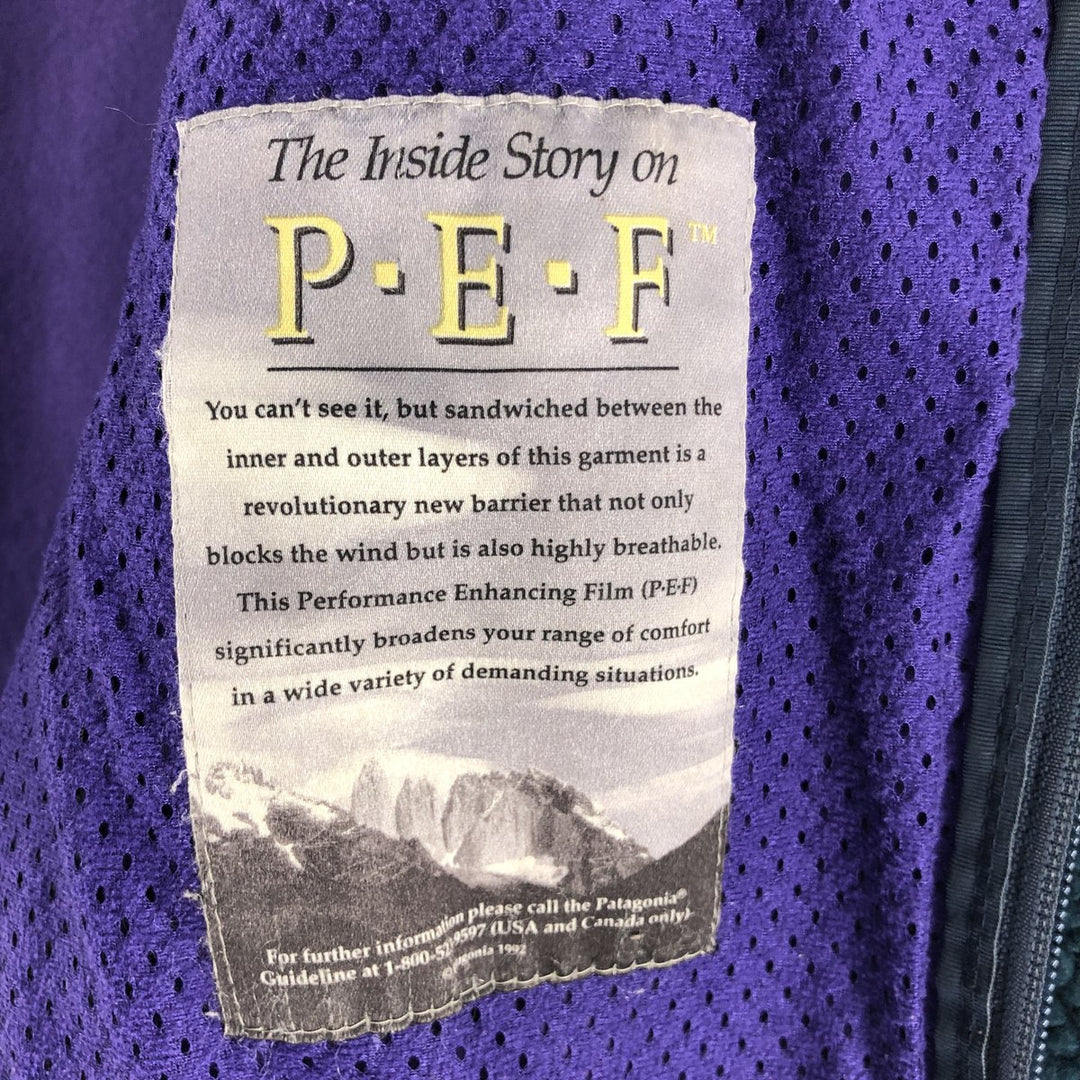 The Inside Story on
P·E·F™
You can't see it, but sandwiched between the
inner and outer layers of this garment is a
revolutionary new barrier that not only
blocks the wind but is also highly breathable.
This Performance Enhancing Film (P·E·F)
significantly broadens your range of comfort
in a wide variety of demanding situations.
For further information please call the Patagonia®
Guideline at (USA and Canada only).
1992